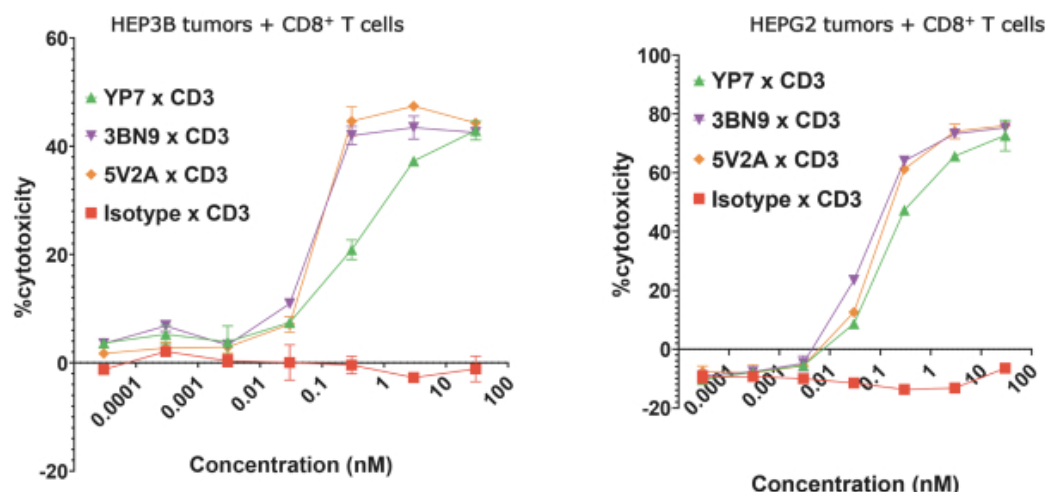 HEP3B tumors + CD8⁺ T cells
60
40
20
0
-20
%cytotoxicity
YP7 x CD3
3BN9 x CD3
5V2A x CD3
Isotype x CD3
0.0001
0.001
0.01
0.1
1
10
100
Concentration (nM)
HEPG2 tumors + CD8⁺ T cells
100
80
60
40
20
0
-20
%cytotoxicity
YP7 x CD3
3BN9 x CD3
5V2A x CD3
Isotype x CD3
0.0001
0.001
0.01
0.1
1
10
100
Concentration (nM)